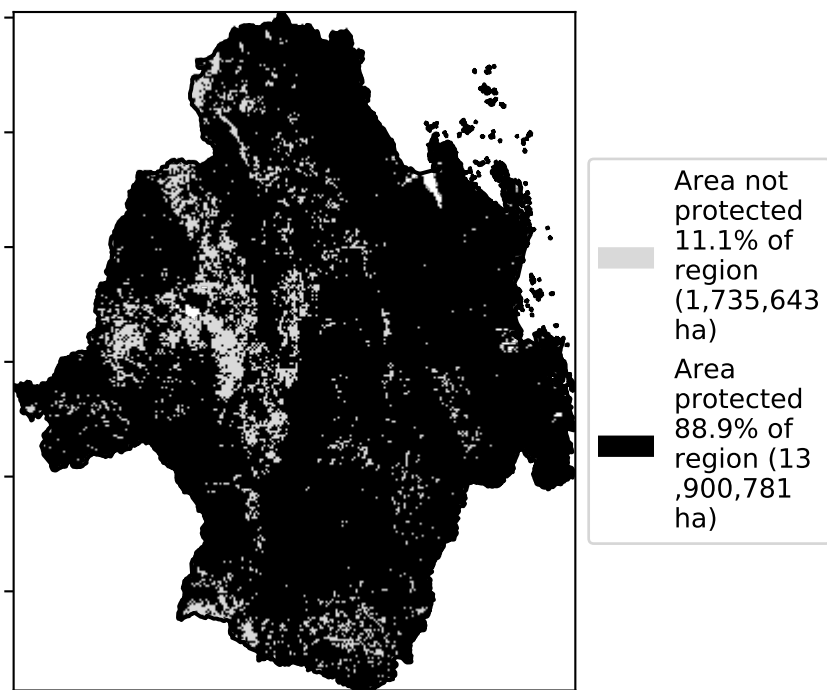 Area not
protected
11.1% of
region
(1,735,643
ha)
Area
protected
88.9% of
region (13
,900,781
ha)